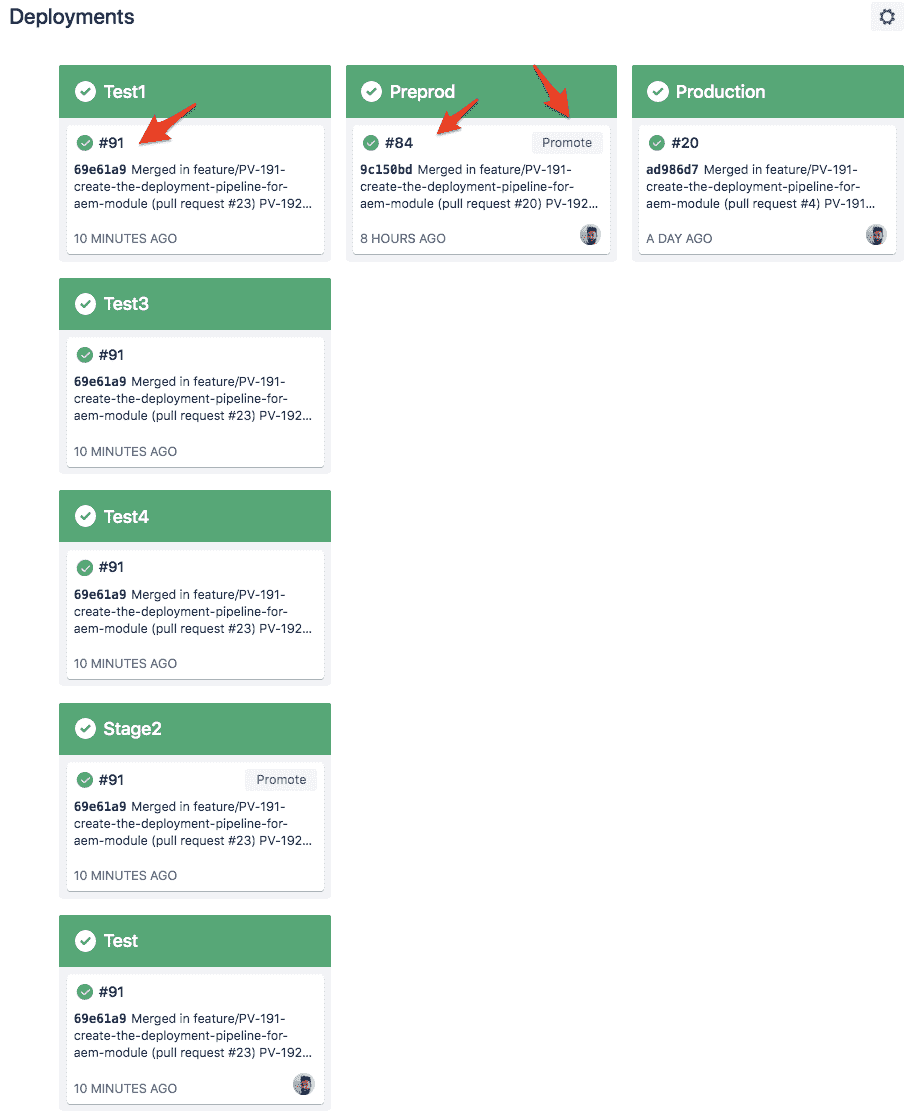 Deployments
Test1
#91
69e61a9 Merged in feature/PV-191-
create-the-deployment-pipeline-for-
aem-module (pull request #23) PV-192...
10 MINUTES AGO
Preprod
#84
Promote
9c150bd Merged in feature/PV-191-
create-the-deployment-pipeline-for-
aem-module (pull request #20) PV-192...
8 HOURS AGO
Production
#20
ad986d7 Merged in feature/PV-191-
create-the-deployment-pipeline-for-
aem-module (pull request #4) PV-191...
A DAY AGO
Test3
#91
69e61a9 Merged in feature/PV-191-
create-the-deployment-pipeline-for-
aem-module (pull request #23) PV-192...
10 MINUTES AGO
Test4
#91
69e61a9 Merged in feature/PV-191-
create-the-deployment-pipeline-for-
aem-module (pull request #23) PV-192...
10 MINUTES AGO
Stage2
#91
Promote
69e61a9 Merged in feature/PV-191-
create-the-deployment-pipeline-for-
aem-module (pull request #23) PV-192...
10 MINUTES AGO
Test
#91
69e61a9 Merged in feature/PV-191-
create-the-deployment-pipeline-for-
aem-module (pull request #23) PV-192...
10 MINUTES AGO